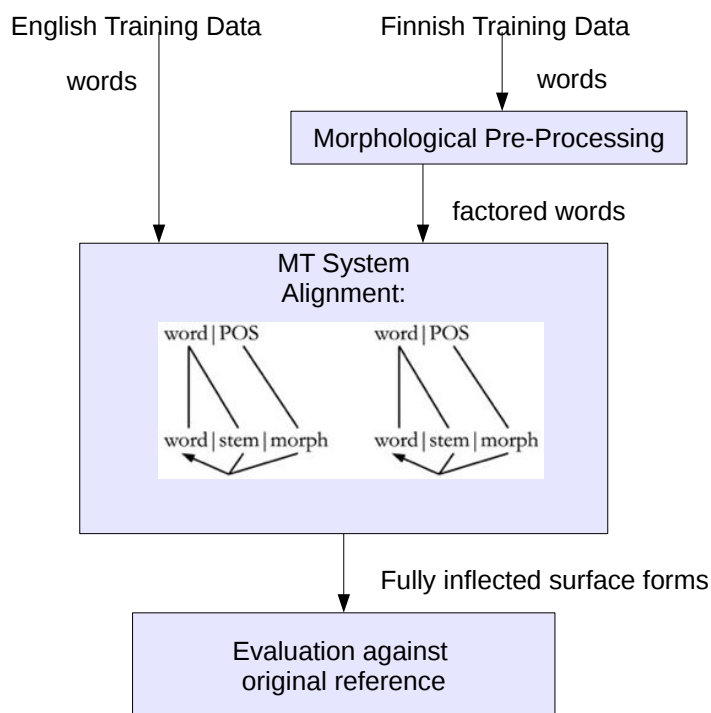 English Training Data
Finnish Training Data
words
words
Morphological Pre-Processing
factored words
MT System
Alignment:
word|POS word|POS
word|stem|morph word|stem|morph
Fully inflected surface forms
Evaluation against
original reference